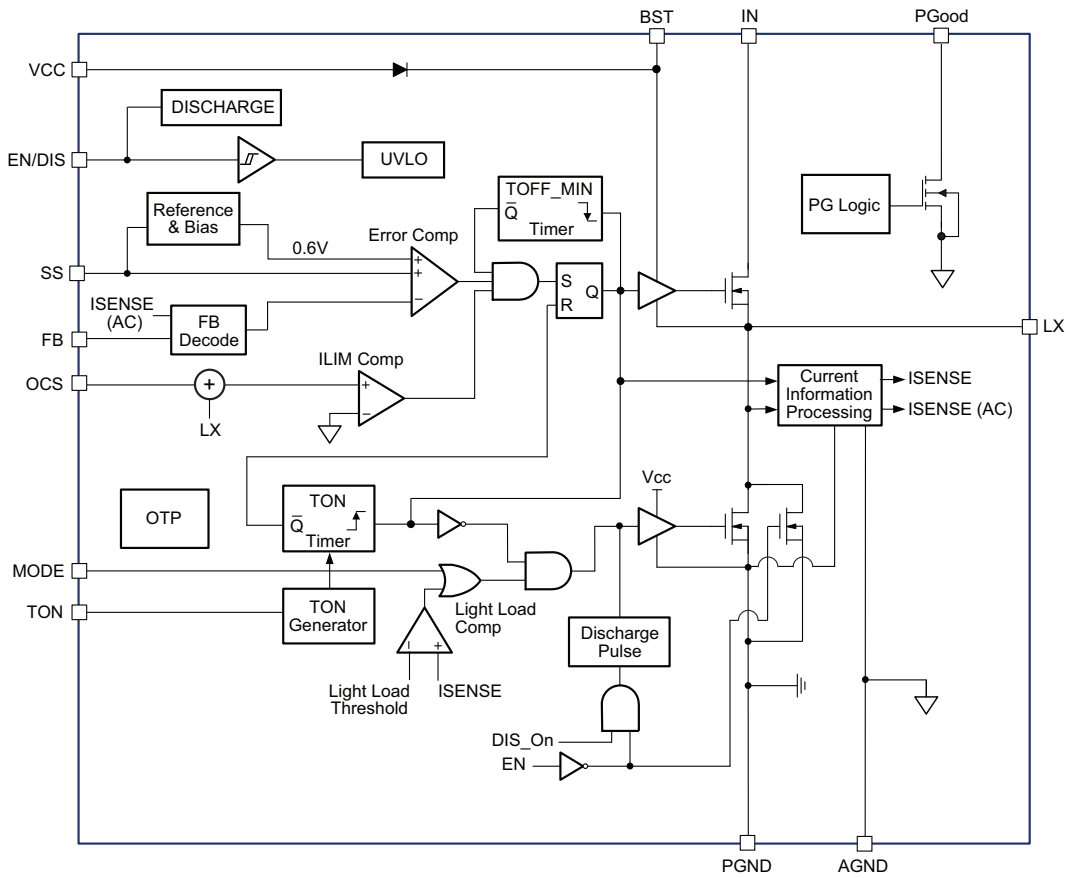 BST
IN
PGood
VCC
DISCHARGE
EN/DIS
UVLO
TOFF_MIN
Q̅
Timer
PG Logic
Reference
& Bias
Error Comp
0.6V
SS
S
R
Q
ISENSE
(AC)
FB
FB
Decode
LX
ILIM Comp
OCS
+
LX
Current
Information
Processing
ISENSE
ISENSE (AC)
Vcc
OTP
TON
Q̅
Timer
MODE
TON
TON
Generator
Light Load
Comp
Discharge
Pulse
Light Load
Threshold
ISENSE
DIS_On
EN
PGND
AGND